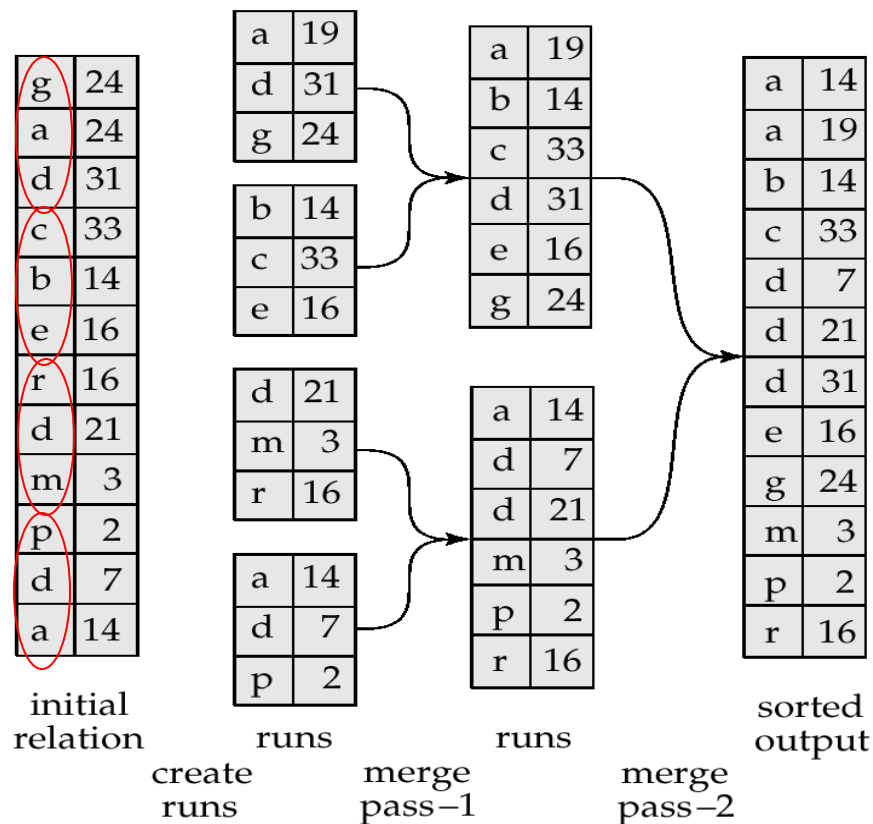 g 24
a 24
d 31
c 33
b 14
e 16
r 16
d 21
m 3
p 2
d 7
a 14
initial
relation
create
runs
a 19
d 31
g 24
b 14
c 33
e 16
d 21
m 3
r 16
a 14
d 7
p 2
runs
merge
pass–1
a 19
b 14
c 33
d 31
e 16
g 24
a 14
d 7
d 21
m 3
p 2
r 16
runs
merge
pass–2
a 14
a 19
b 14
c 33
d 7
d 21
d 31
e 16
g 24
m 3
p 2
r 16
sorted
output